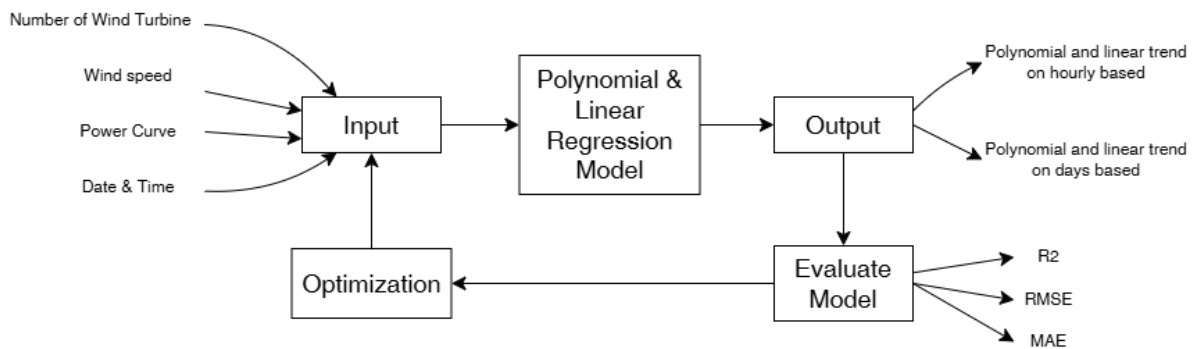 Number of Wind Turbine
Wind speed
Power Curve
Date & Time
Input
Polynomial &
Linear
Regression
Model
Output
Polynomial and linear trend
on hourly based
Polynomial and linear trend
on days based
Optimization
Evaluate
Model
R2
RMSE
MAE